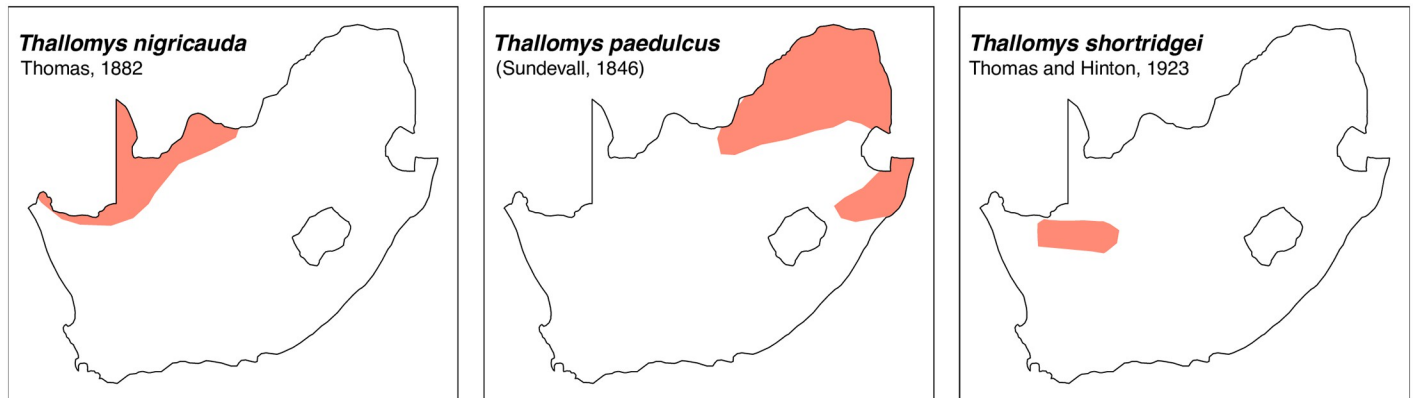 Thallomys nigricauda
Thomas, 1882
Thallomys paedulcus
(Sundevall, 1846)
Thallomys shortridgei
Thomas and Hinton, 1923